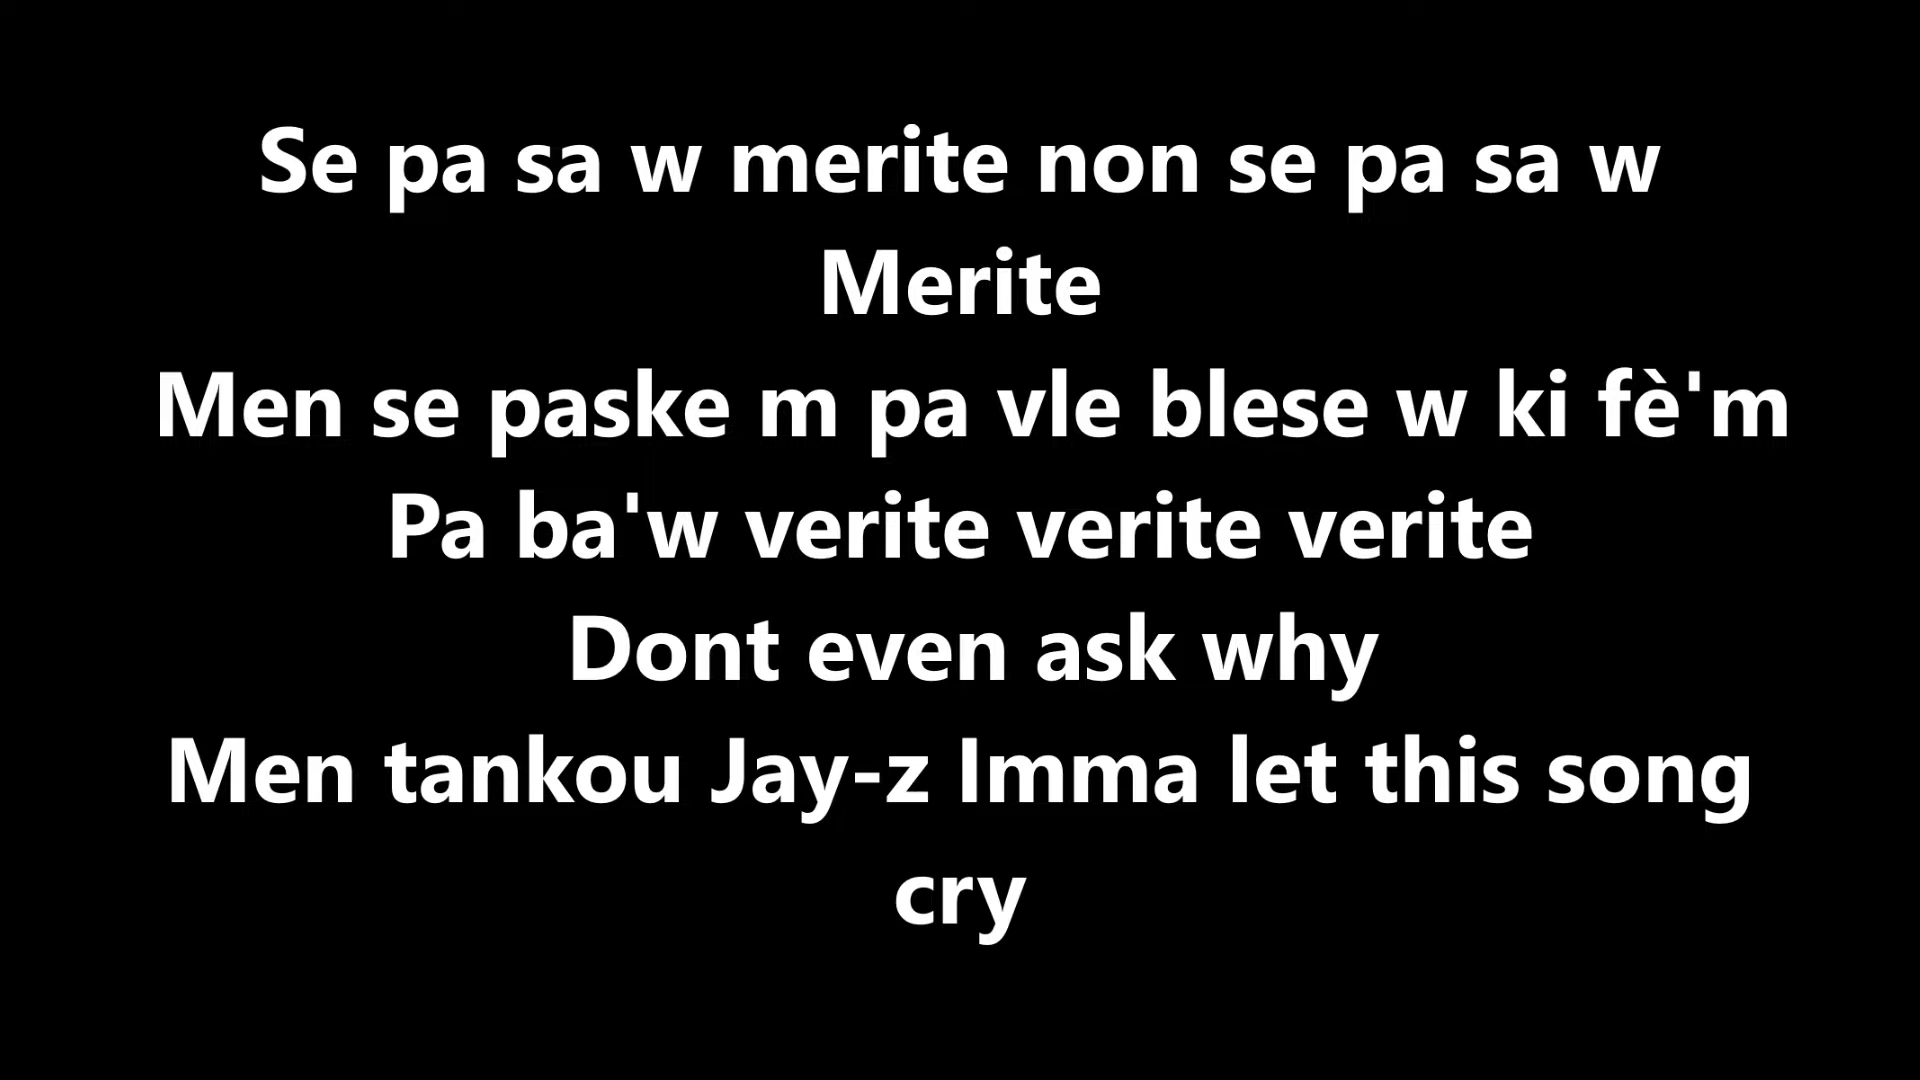 Se pa sa w merite non se pa sa w
Merite
Men se paske m pa vle blese w ki fè'm
Pa ba'w verite verite verite
Dont even ask why
Men tankou Jay-z Imma let this song
cry